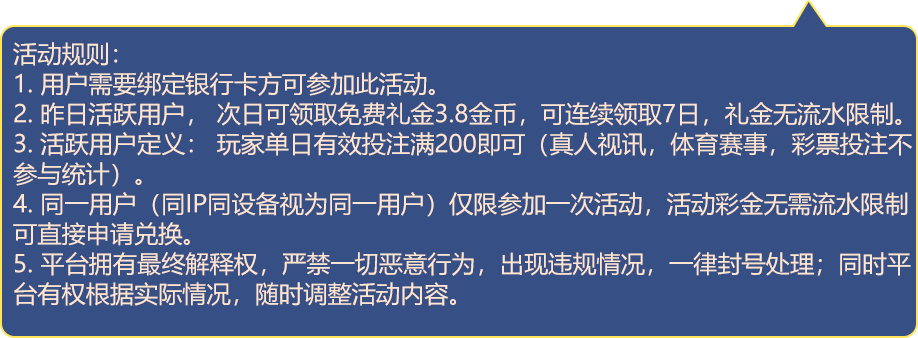 活动规则：
1. 用户需要绑定银行卡方可参加此活动。
2. 昨日活跃用户， 次日可领取免费礼金3.8金币，可连续领取7日，礼金无流水限制。
3. 活跃用户定义： 玩家单日有效投注满200即可（真人视讯，体育赛事，彩票投注不
参与统计）。
4. 同一用户（同IP同设备视为同一用户）仅限参加一次活动，活动彩金无需流水限制
可直接申请兑换。
5. 平台拥有最终解释权，严禁一切恶意行为，出现违规情况，一律封号处理；同时平
台有权根据实际情况，随时调整活动内容。